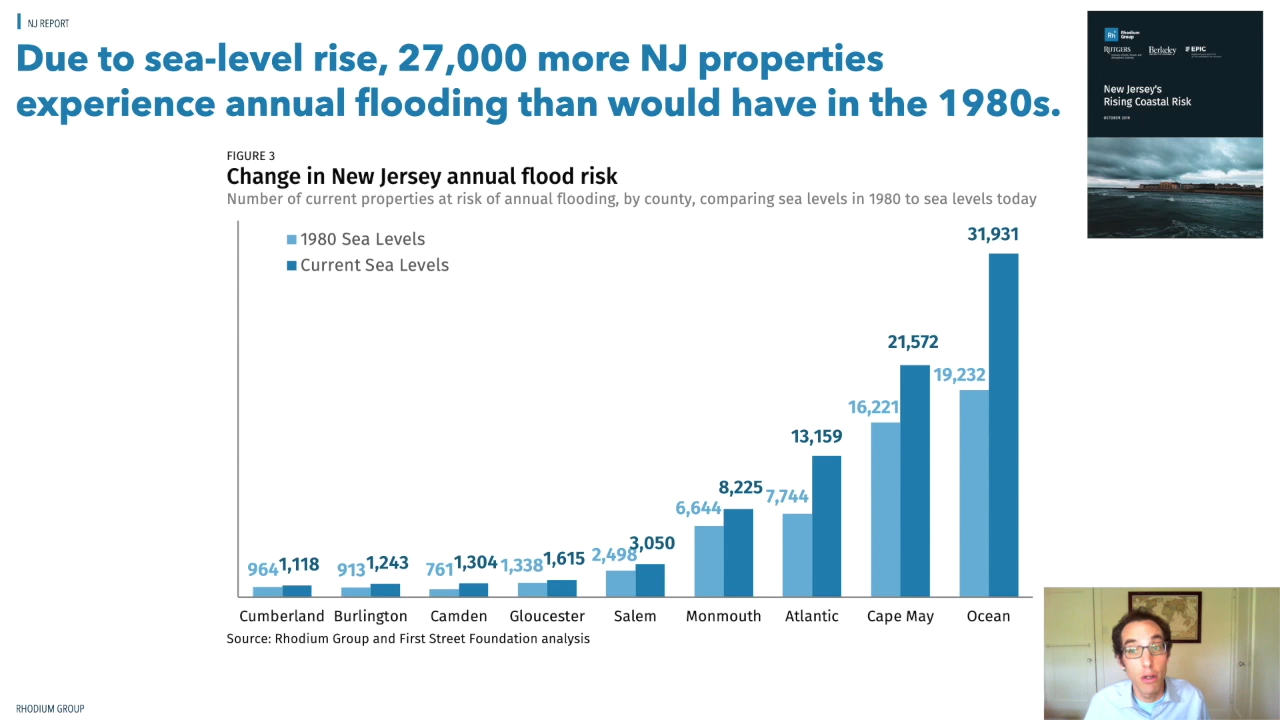 NJ REPORT
Due to sea-level rise, 27,000 more NJ properties
experience annual flooding than would have in the 1980s.
Rh
Rhodium
Group
RUTGERS
Berkeley
EPIC
New Jersey's
Rising Coastal Risk
OCTOBER 2019
FIGURE 3
Change in New Jersey annual flood risk
Number of current properties at risk of annual flooding, by county, comparing sea levels in 1980 to sea levels today
1980 Sea Levels
Current Sea Levels
964 1,118
913 1,243
761 1,304
1,338 1,615
2,498 3,050
6,644 8,225
7,744 13,159
16,221 21,572
19,232 31,931
Cumberland Burlington Camden Gloucester Salem Monmouth Atlantic Cape May Ocean
Source: Rhodium Group and First Street Foundation analysis
RHODIUM GROUP